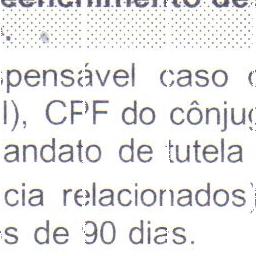 eenchimento de
spensável caso
l), CPF do cônjug
andato de tutela
cia relacionados)
s de 90 dias.